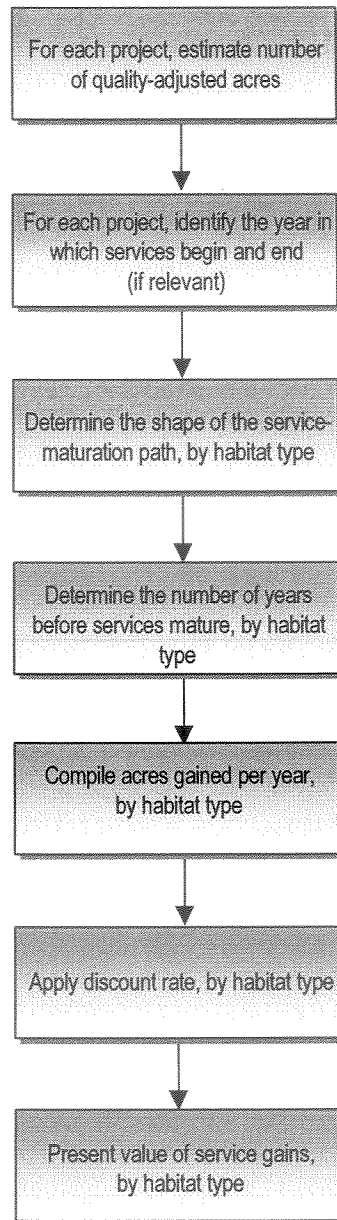 For each project, estimate number
of quality-adjusted acres
For each project, identify the year in
which services begin and end
(if relevant)
Determine the shape of the service-
maturation path, by habitat type
Determine the number of years
before services mature, by habitat
type
Compile acres gained per year,
by habitat type
Apply discount rate, by habitat type
Present value of service gains,
by habitat type